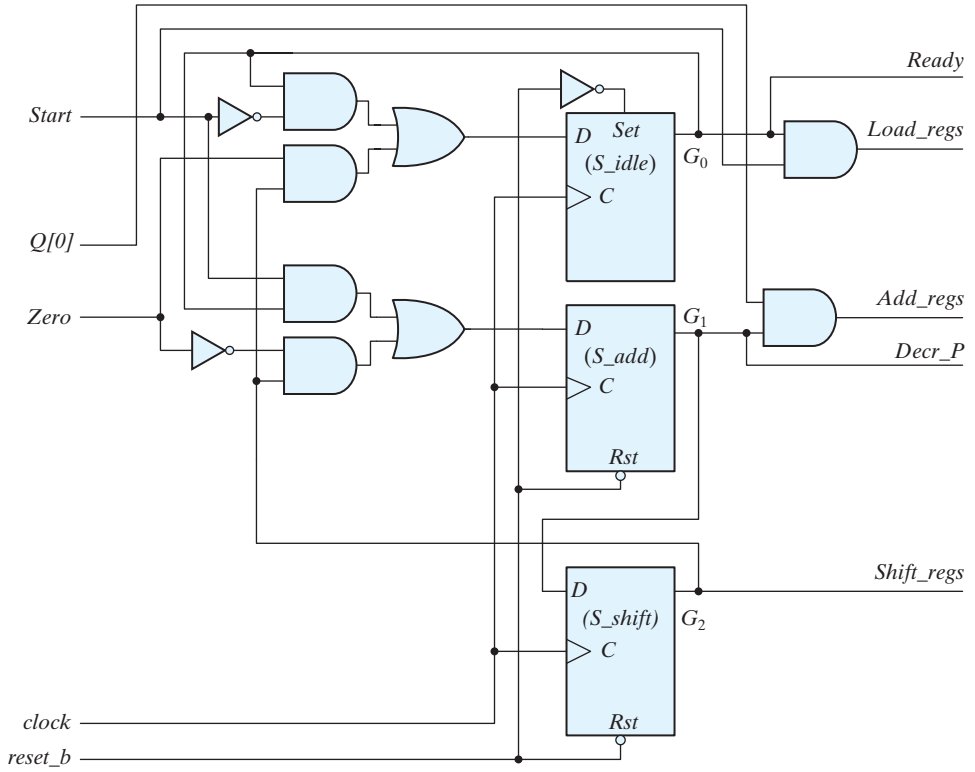 Ready
Start
Set
Load_regs
D
G0
(S_idle)
C
Q[0]
Add_regs
Zero
G1
D
Decr_P
(S_add)
C
Rst
Shift_regs
D
(S_shift)
G2
C
clock
Rst
reset_b